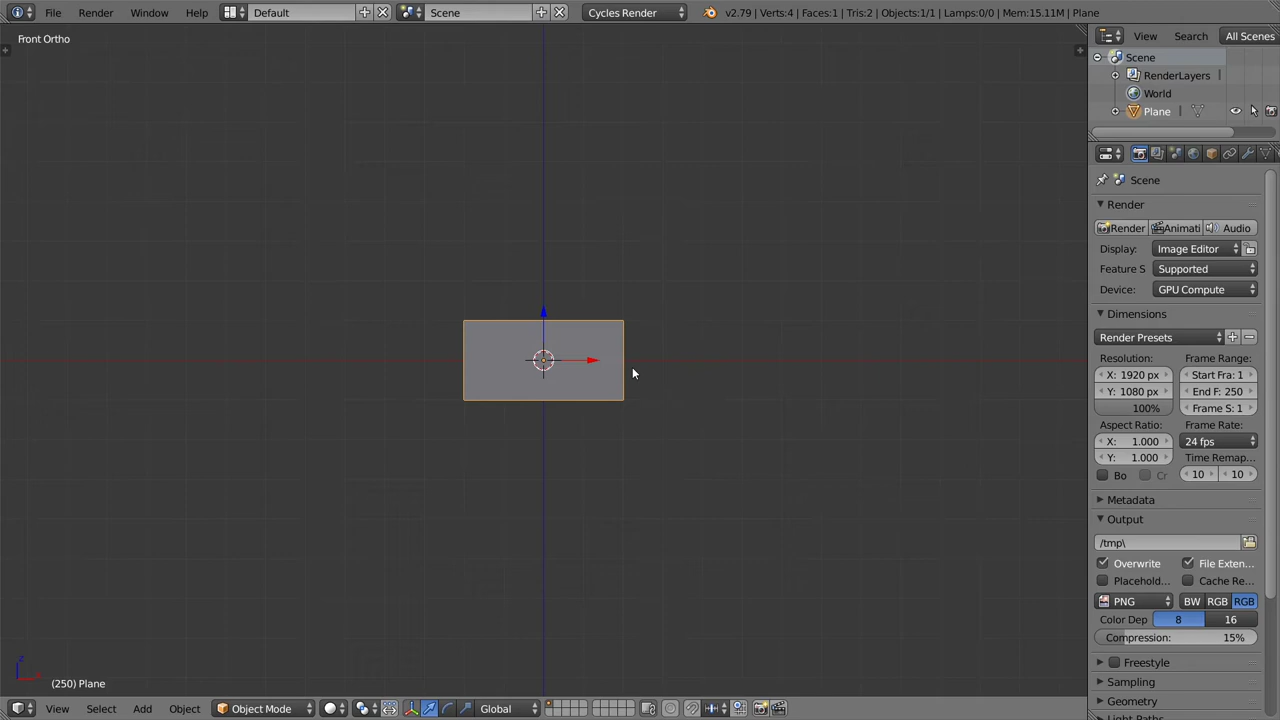 File Render Window Help Default Scene Cycles Render v2.79 | Verts:4 | Faces:1 | Tris:2 | Objects:1/1 | Lamps:0/0 | Mem:15.11M | Plane
Front Ortho
View Search All Scenes
Scene
RenderLayers
World
Plane
Scene
Render
Render Animati Audio
Display: Image Editor
Feature S Supported
Device: GPU Compute
Dimensions
Render Presets
Resolution: Frame Range:
X: 1920 px Start Fra: 1
Y: 1080 px End F: 250
100% Frame S: 1
Aspect Ratio: Frame Rate:
X: 1.000 24 fps
Y: 1.000 Time Remap...
Bo Cr 10 10
Metadata
Output
/tmp\
Overwrite File Exten...
Placehold... Cache Re...
PNG BW RGB RGB
Color Dep 8 16
Compression: 15%
Freestyle
Sampling
Geometry
Light Paths
z
(250) Plane
View Select Add Object Object Mode Global